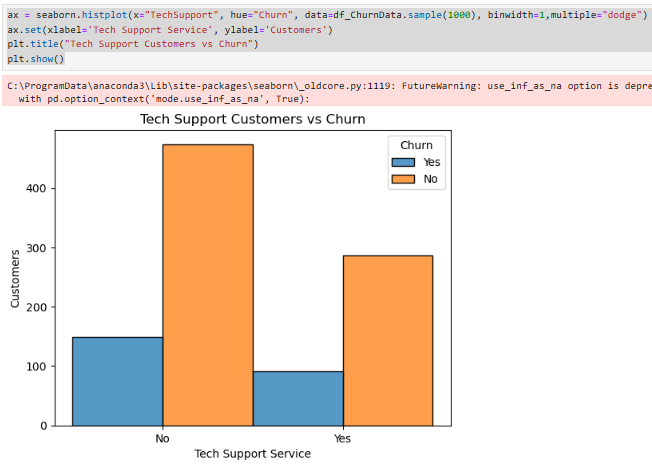 ax = seaborn.histplot(x="TechSupport", hue="Churn", data=df_ChurnData.sample(1000), binwidth=1,multiple="dodge")
ax.set(xlabel='Tech Support Service', ylabel='Customers')
plt.title("Tech Support Customers vs Churn")
plt.show()
C:\ProgramData\anaconda3\Lib\site-packages\seaborn\_oldcore.py:1119: FutureWarning: use_inf_as_na option is depre
with pd.option_context('mode.use_inf_as_na', True):
Tech Support Customers vs Churn
Churn
Yes
No
400
300
200
100
0
Customers
No Yes
Tech Support Service